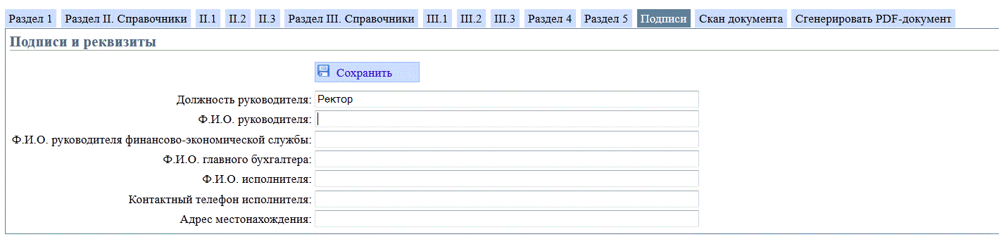 Раздел 1 Раздел II. Справочники II.1 II.2 II.3 Раздел III. Справочники III.1 III.2 III.3 Раздел 4 Раздел 5 Подписи Скан документа Сгенерировать PDF-документ
Подписи и реквизиты
Сохранить
Должность руководителя: Ректор
Ф.И.О. руководителя:
Ф.И.О. руководителя финансово-экономической службы:
Ф.И.О. главного бухгалтера:
Ф.И.О. исполнителя:
Контактный телефон исполнителя:
Адрес местонахождения: